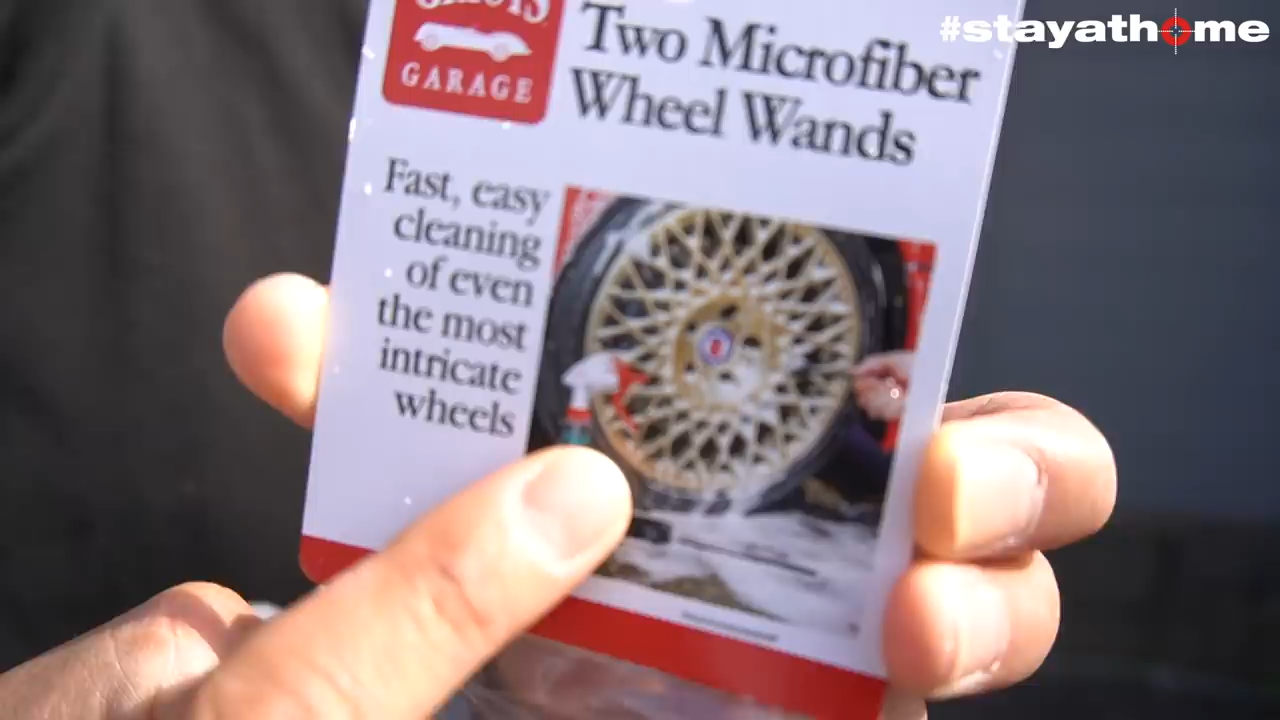 #stayathome
GARAGE
Two Microfiber
Wheel Wands
Fast, easy
cleaning
of even
the most
intricate
wheels